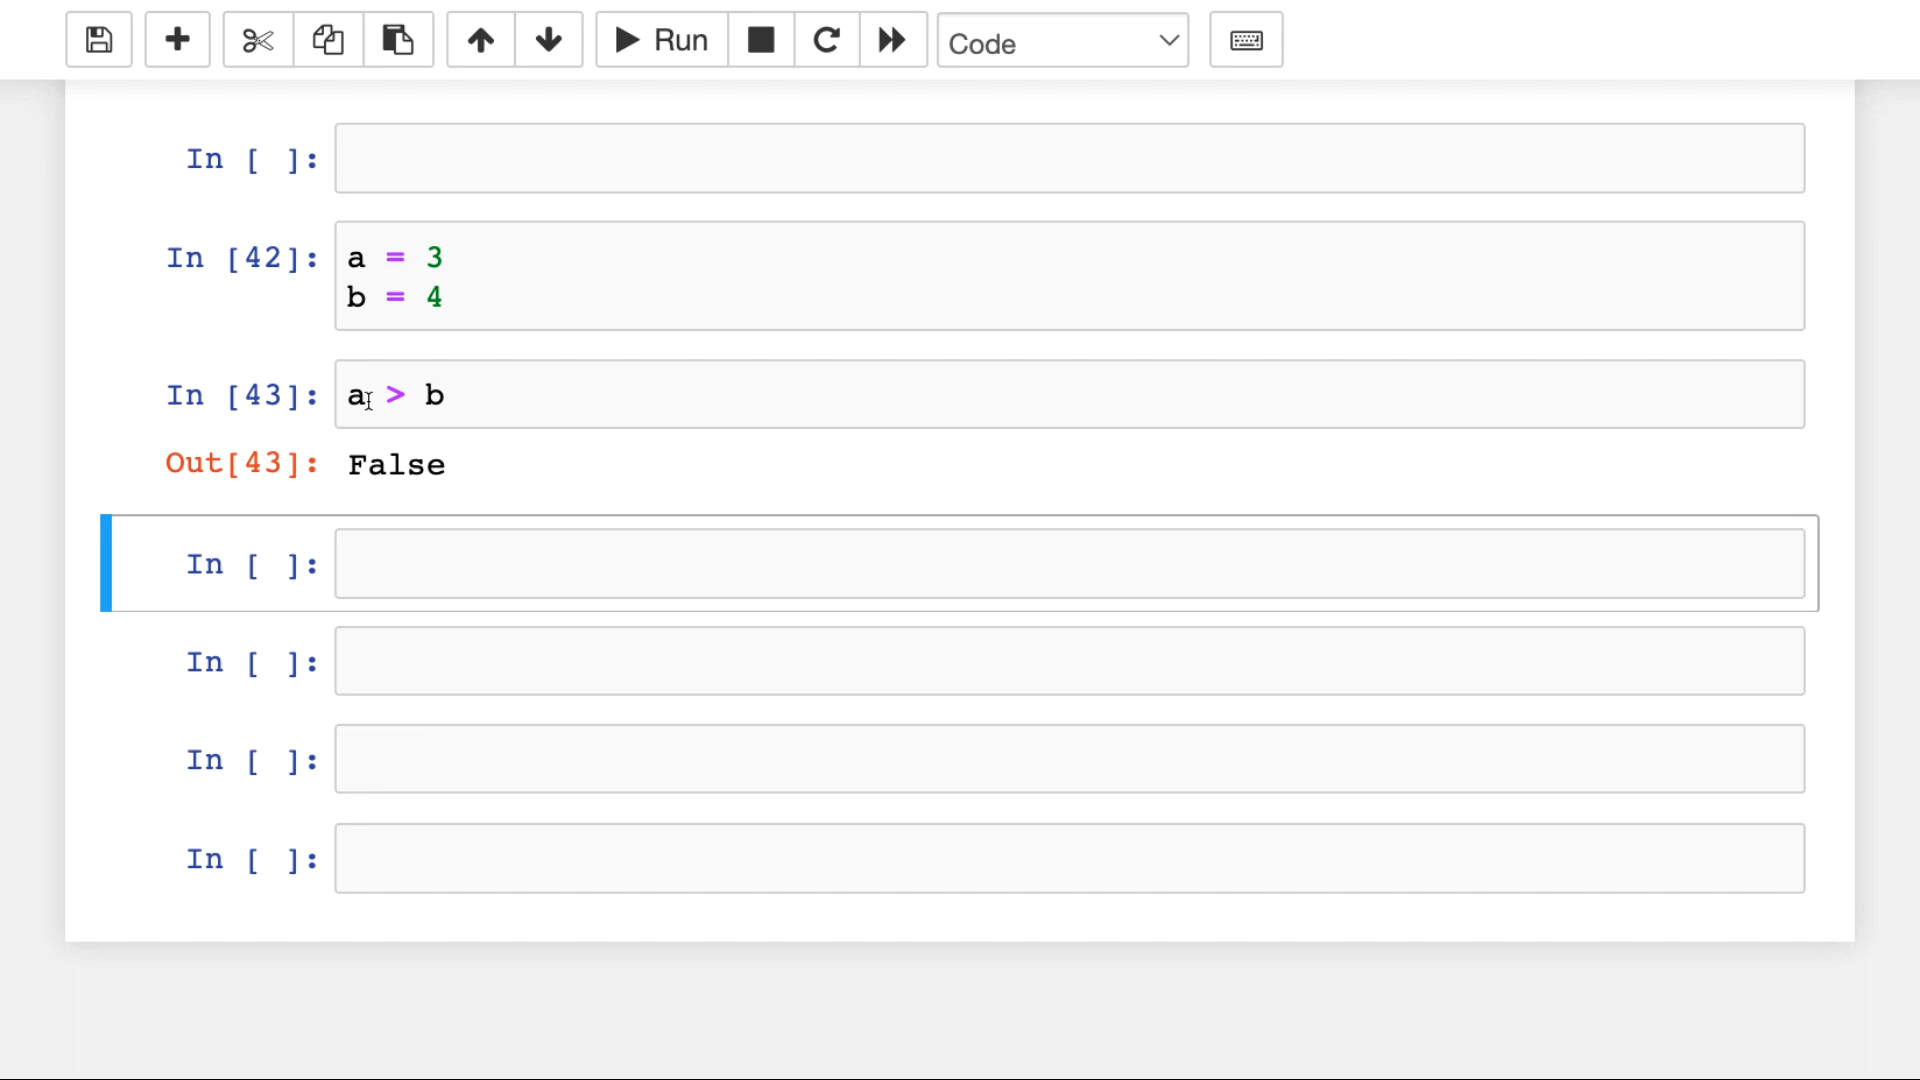 Run
Code
In [ ]:
In [42]: a = 3
b = 4
In [43]: a > b
Out[43]: False
In [ ]:
In [ ]:
In [ ]:
In [ ]: